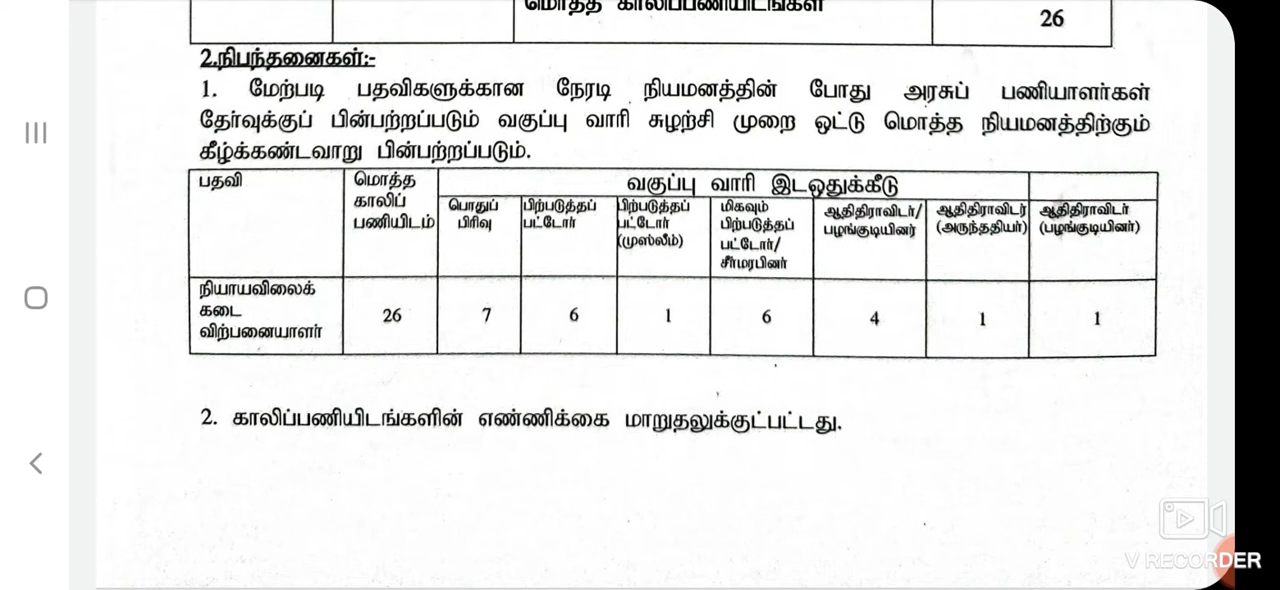 மொத்த காலிப்பணியிடங்கள்
26
2.நிபந்தனைகள்:-
1. மேற்படி பதவிகளுக்கான நேரடி நியமனத்தின் போது அரசுப் பணியாளர்கள்
தேர்வுக்குப் பின்பற்றப்படும் வகுப்பு வாரி சுழற்சி முறை ஒட்டு மொத்த நியமனத்திற்கும்
கீழ்க்கண்டவாறு பின்பற்றப்படும்.
பதவி
மொத்த
காலிப்
பணியிடம்
வகுப்பு வாரி இடஒதுக்கீடு
பொதுப்
பிரிவு
பிற்படுத்தப்
பட்டோர்
பிற்படுத்தப்
பட்டோர்
(முஸ்லீம்)
மிகவும்
பிற்படுத்தப்
பட்டோர்/
சீர்மரபினர்
ஆதிதிராவிடர்/
பழங்குடியினர்
ஆதிதிராவிடர்
(அருந்ததியர்)
ஆதிதிராவிடர்
(பழங்குடியினர்)
நியாயவிலைக்
கடை
விற்பனையாளர்
26
7
6
1
6
4
1
1
2. காலிப்பணியிடங்களின் எண்ணிக்கை மாறுதலுக்குட்பட்டது.
V RECORDER